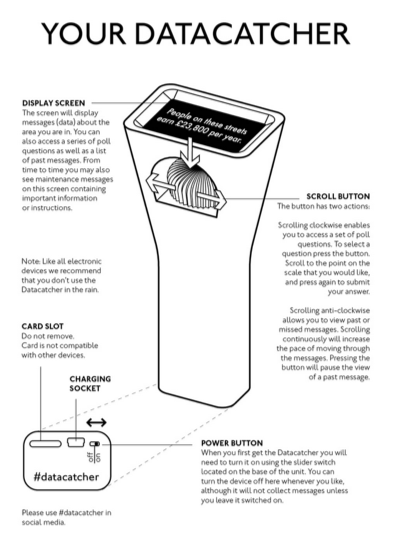 YOUR DATACATCHER
DISPLAY SCREEN
The screen will display
messages (data) about the
area you are in. You can
also access a series of poll
questions as well as a list
of past messages. From
time to time you may also
see maintenance messages
on this screen containing
important information
or instructions.
People on these streets
earn £23,800 per year.
SCROLL BUTTON
The button has two actions:
Scrolling clockwise enables
you to access a set of poll
questions. To select a
question press the button.
Scroll to the point on the
scale that you would like,
and press again to submit
your answer.
Scrolling anti-clockwise
allows you to view past or
missed messages. Scrolling
continuously will increase
the pace of moving through
the messages. Pressing the
button will pause the view
of a past message.
Note: Like all electronic
devices we recommend
that you don't use the
Datacatcher in the rain.
CARD SLOT
Do not remove.
Card is not compatible
with other devices.
CHARGING
SOCKET
off
on
#datacatcher
POWER BUTTON
When you first get the Datacatcher you will
need to turn it on using the slider switch
located on the base of the unit. You can
turn the device off here whenever you like,
although it will not collect messages unless
you leave it switched on.
Please use #datacatcher in
social media.